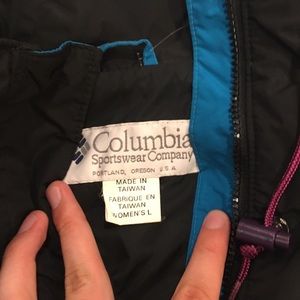 Columbia
Sportswear Company
PORTLAND, OREGON U.S.A.
MADE IN
TAIWAN
FABRIQUE EN
TAIWAN
WOMEN'S L